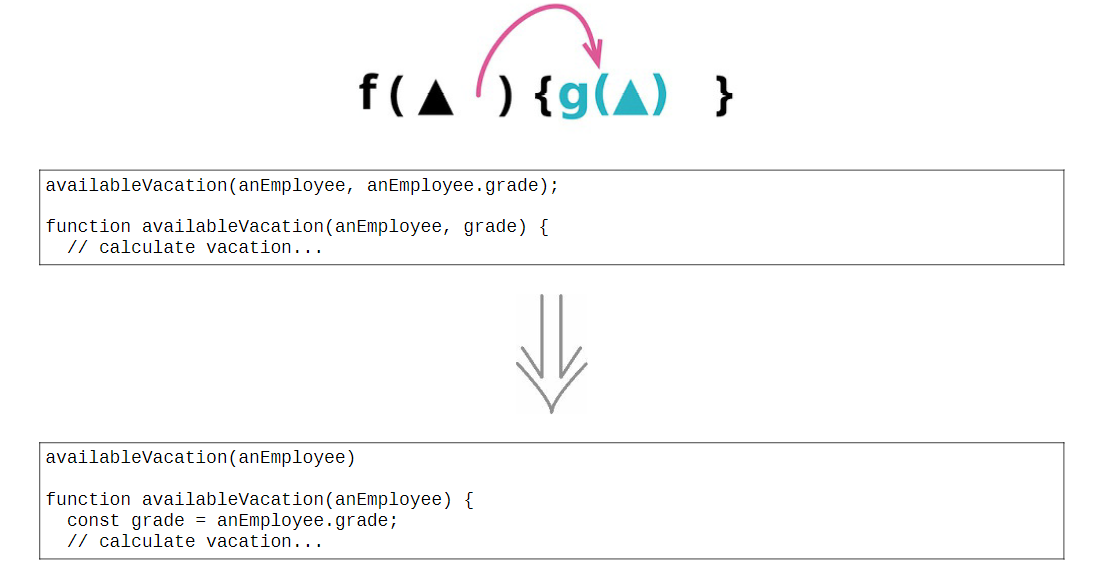 f(▲ ){g(▲) }
availableVacation(anEmployee, anEmployee.grade);
function availableVacation(anEmployee, grade) {
  // calculate vacation...
availableVacation(anEmployee)
function availableVacation(anEmployee) {
  const grade = anEmployee.grade;
  // calculate vacation...